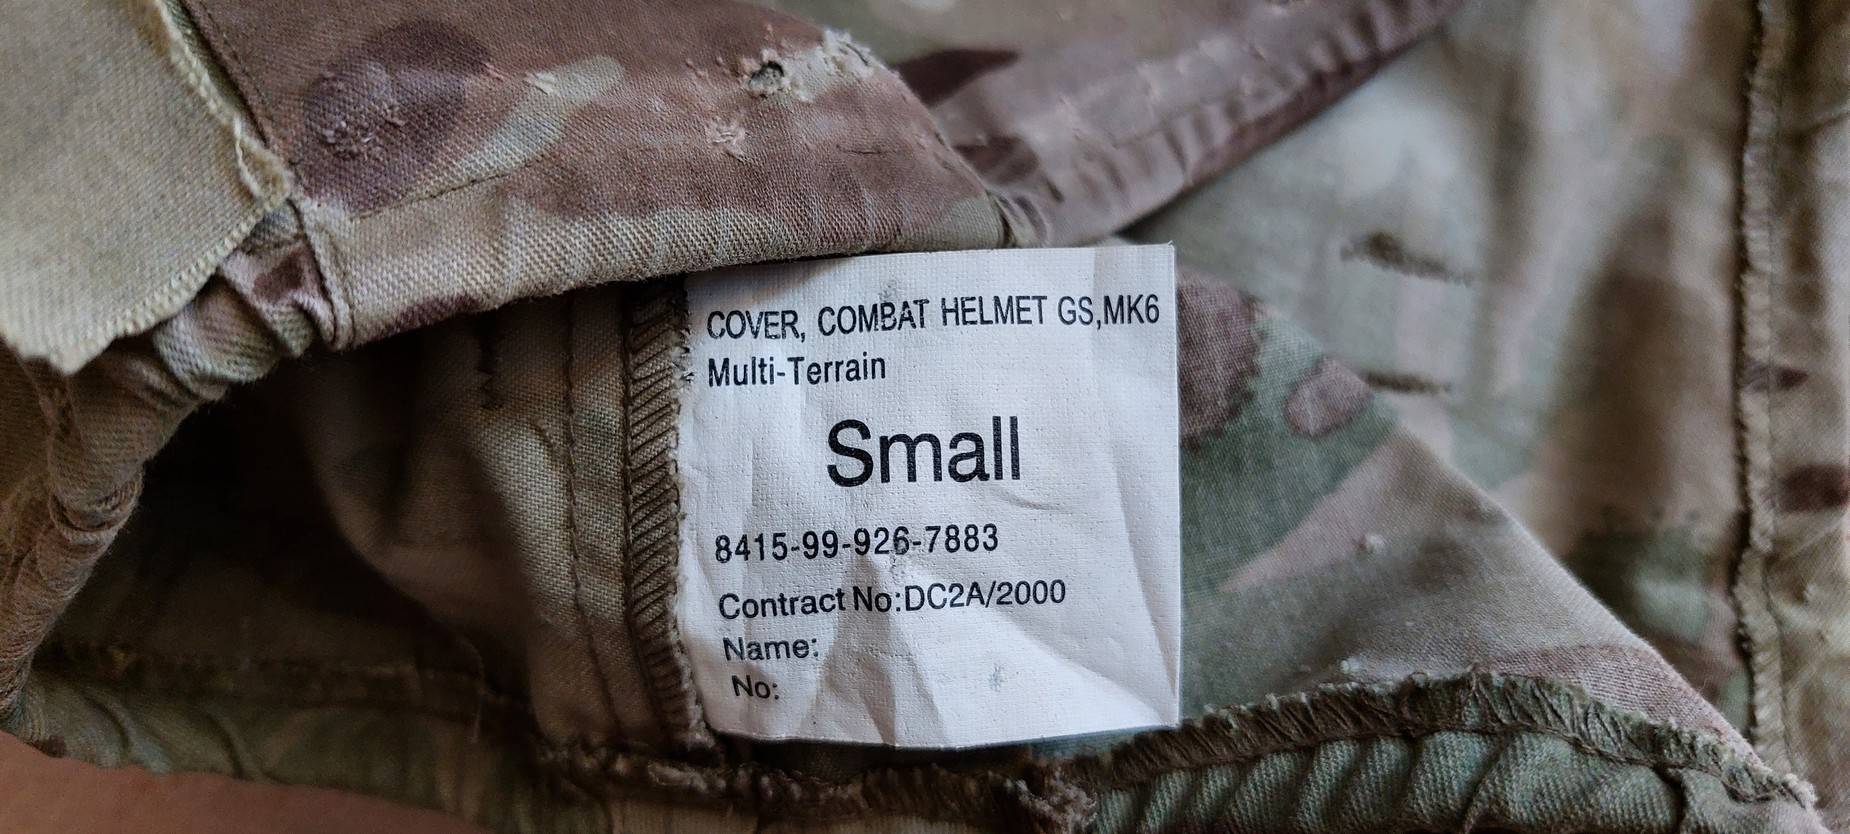 COVER, COMBAT HELMET GS,MK6
Multi-Terrain
Small
8415-99-926-7883
Contract No:DC2A/2000
Name:
No: